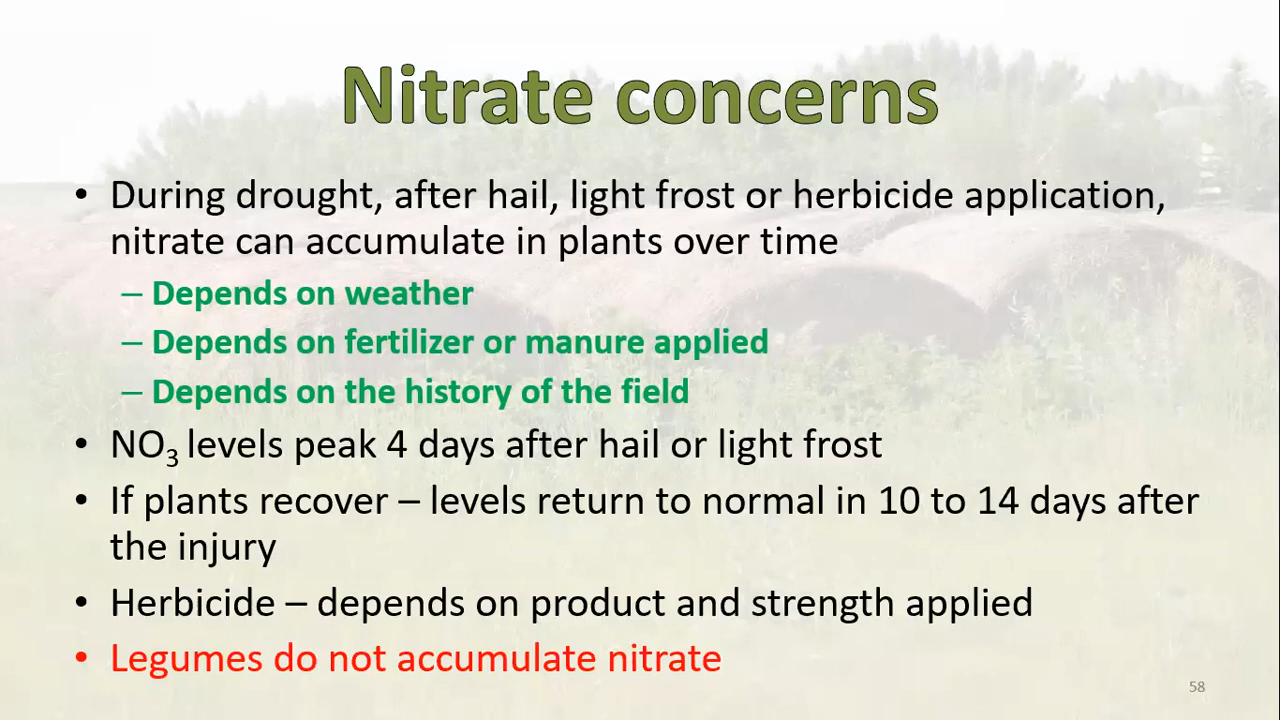 Nitrate concerns
• During drought, after hail, light frost or herbicide application,
nitrate can accumulate in plants over time
– Depends on weather
– Depends on fertilizer or manure applied
– Depends on the history of the field
• NO₃ levels peak 4 days after hail or light frost
• If plants recover – levels return to normal in 10 to 14 days after
the injury
• Herbicide – depends on product and strength applied
• Legumes do not accumulate nitrate
58